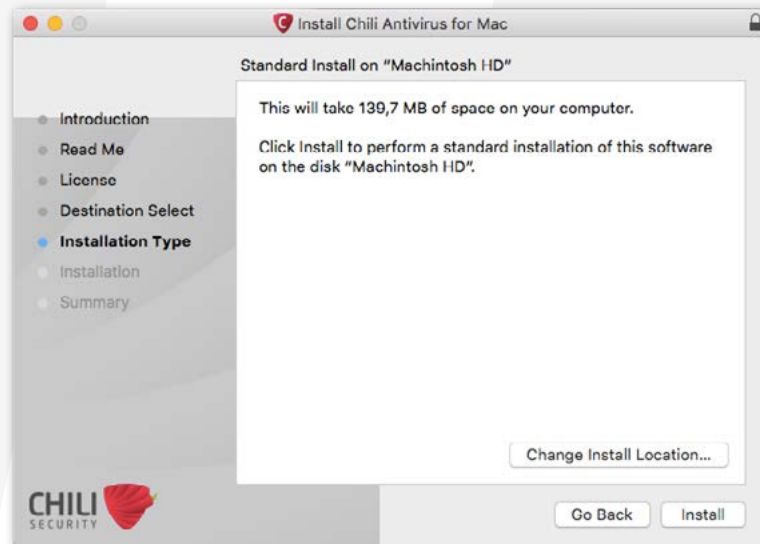 Install Chili Antivirus for Mac
Standard Install on "Machintosh HD"
Introduction
Read Me
License
Destination Select
Installation Type
Installation
Summary
This will take 139,7 MB of space on your computer.
Click Install to perform a standard installation of this software
on the disk "Machintosh HD".
Change Install Location...
CHILI
SECURITY
Go Back
Install